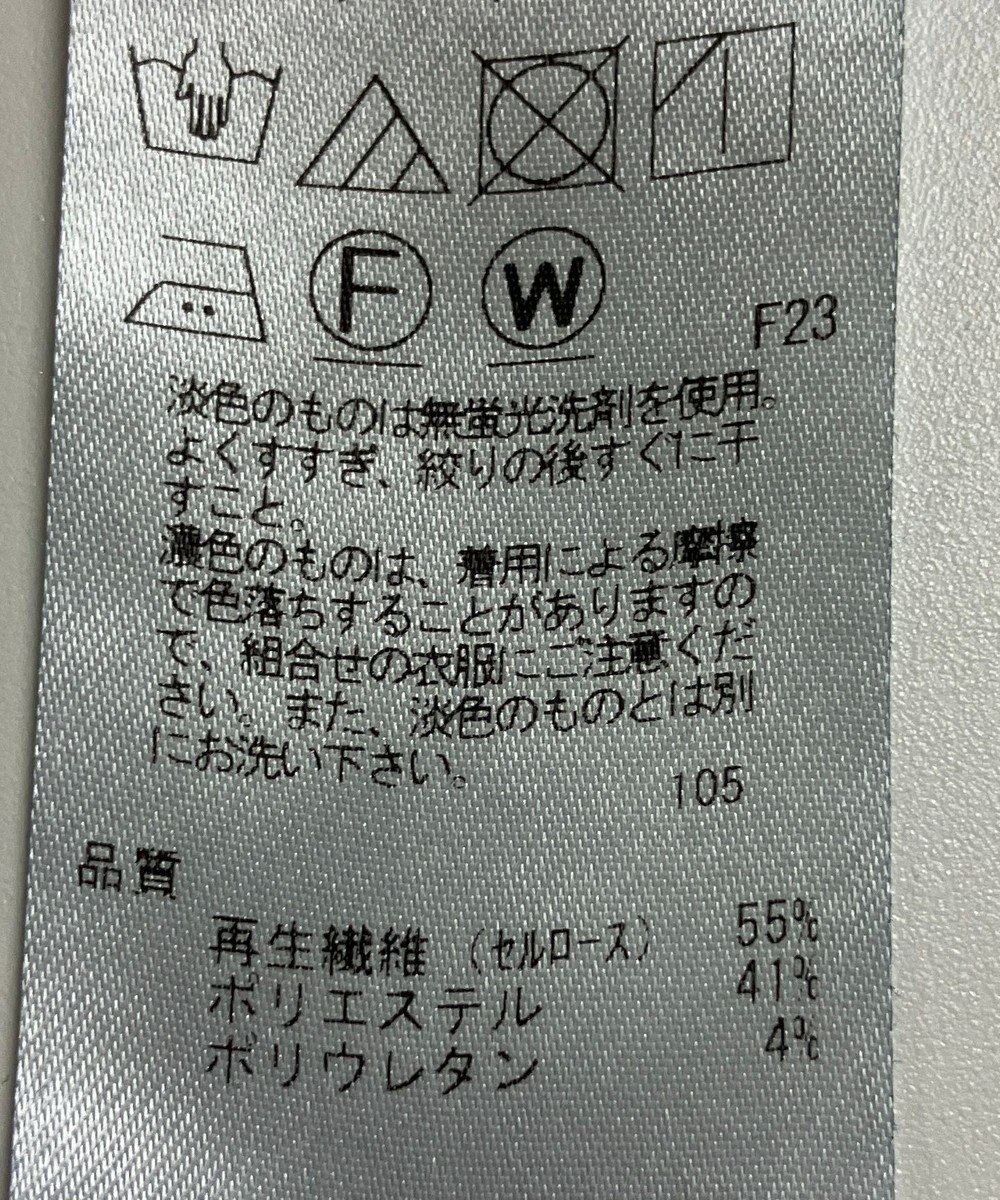 F W F23
淡色のものは無蛍光洗剤を使用。
よくすすぎ、絞りの後すぐに干
すこと。
濃色のものは、着用による摩擦
で色落ちすることがありますの
で、組合せの衣服にご注意くだ
さい。また、淡色のものとは別
にお洗い下さい。
105
品質
再生繊維（セルロース） 55%
ポリエステル 41%
ポリウレタン 4%